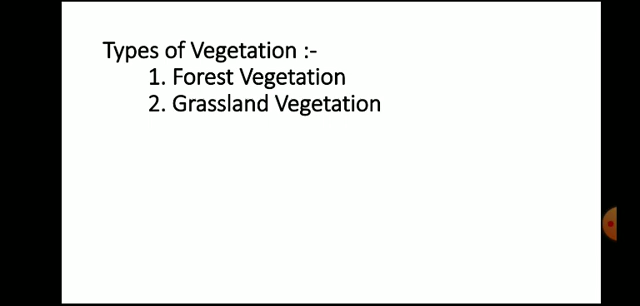 Types of Vegetation :-
1. Forest Vegetation
2. Grassland Vegetation